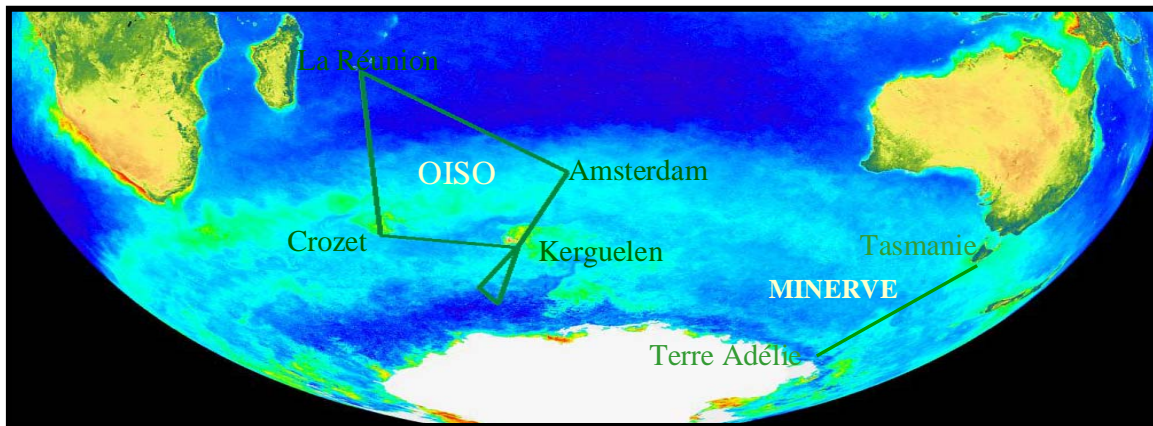 La Réunion
OISO
Amsterdam
Crozet
Kerguelen
Tasmanie
MINERVE
Terre Adélie